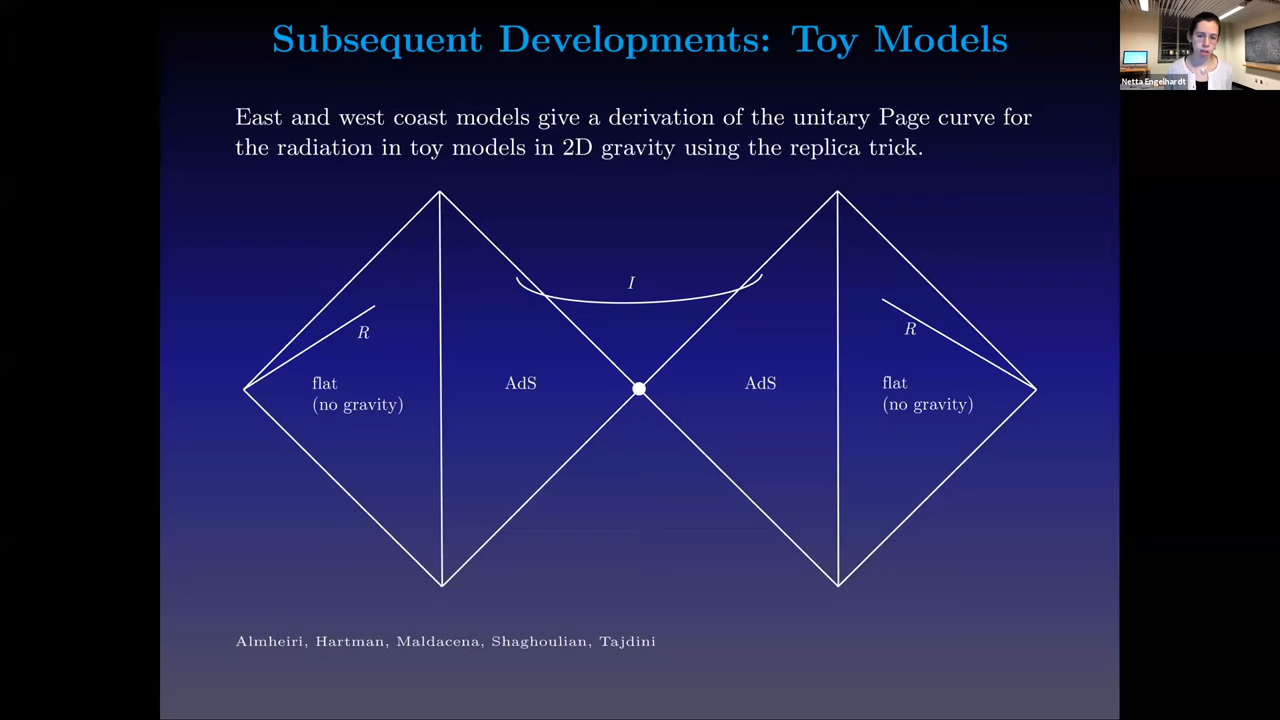 Subsequent Developments: Toy Models
Netta Engelhardt
East and west coast models give a derivation of the unitary Page curve for
the radiation in toy models in 2D gravity using the replica trick.
I
R
R
flat
(no gravity)
AdS
AdS
flat
(no gravity)
Almheiri, Hartman, Maldacena, Shaghoulian, Tajdini